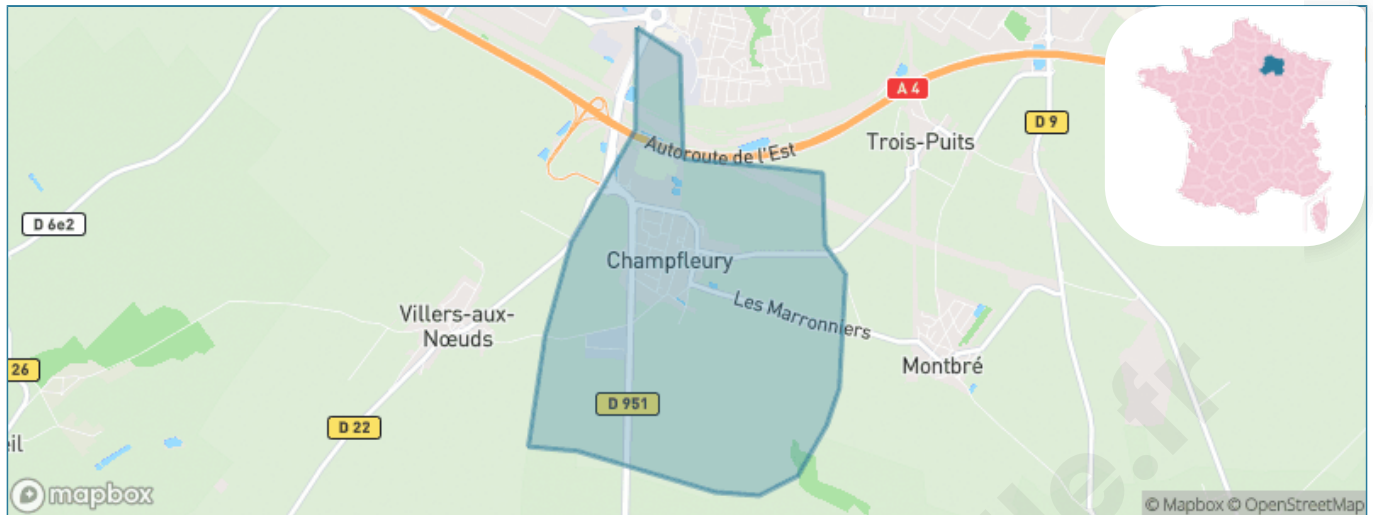 A 4
Trois-Puits
D 9
Autoroute de l'Est
D 6e2
Champfleury
Les Marronniers
Villers-aux-
Nœuds
Montbré
26
D 951
D 22
eil
mapbox
© Mapbox © OpenStreetMap